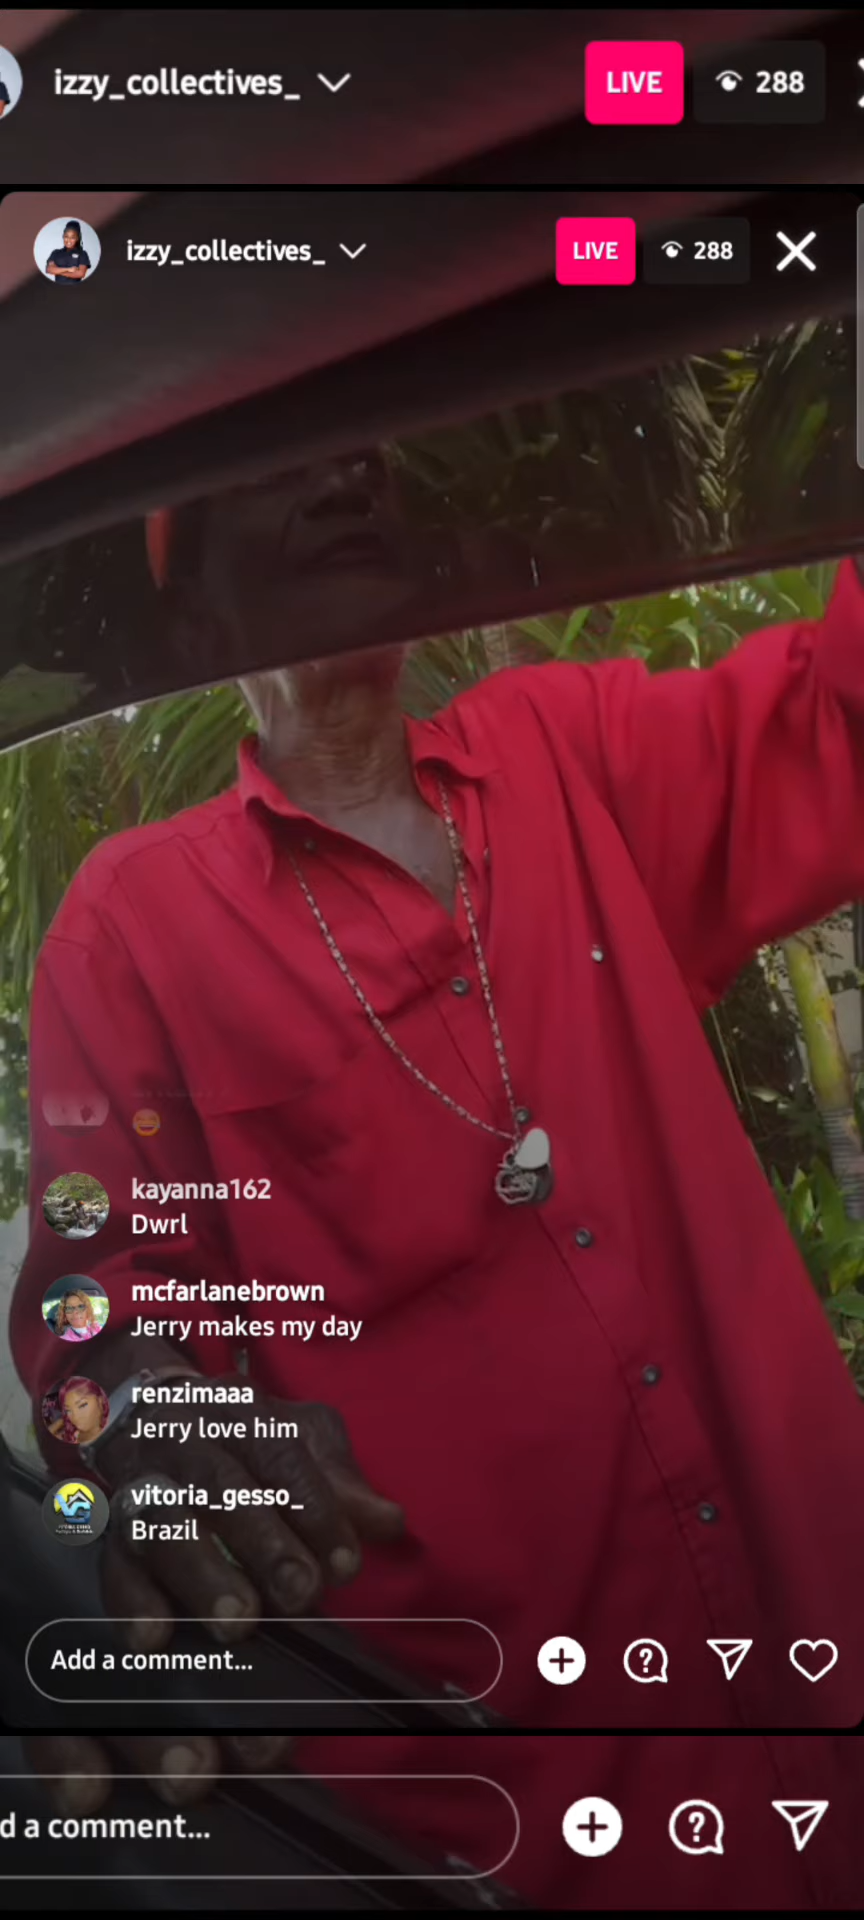 izzy_collectives_
LIVE
288
izzy_collectives_
LIVE
288
😂
kayanna162
Dwrl
mcfarlanebrown
Jerry makes my day
renzimaaa
Jerry love him
vitoria_gesso_
Brazil
Add a comment...
d a comment...